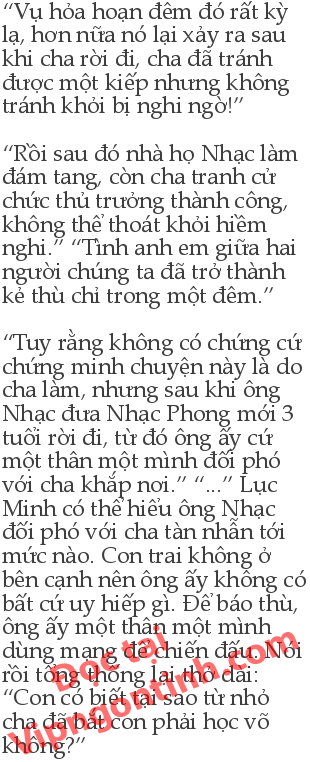 “Vụ hỏa hoạn đêm đó rất kỳ
lạ, hơn nữa nó lại xảy ra sau
khi cha rời đi, cha đã tránh
được một kiếp nhưng không
tránh khỏi bị nghi ngờ!”
“Rồi sau đó nhà họ Nhạc làm
đám tang, còn cha tranh cử
chức thủ trưởng thành công,
không thể thoát khỏi hiềm
nghi.” “Tình anh em giữa hai
người chúng ta đã trở thành
kẻ thù chỉ trong một đêm.”
“Tuy rằng không có chứng cứ
chứng minh chuyện này là do
cha làm, nhưng sau khi ông
Nhạc đưa Nhạc Phong mới 3
tuổi rời đi, từ đó ông ấy cứ
một thân một mình đối phó
với cha khắp nơi.” “...” Lục
Minh có thể hiểu ông Nhạc
đối phó với cha tàn nhẫn tới
mức nào. Con trai không ở
bên cạnh nên ông ấy không có
bất cứ uy hiếp gì. Để báo thù,
ông ấy một thân một mình
dùng mạng để chiến đấu. Nói
rồi tổng thống lại thở dài:
“Con có biết tại sao từ nhỏ
cha đã bắt con phải học võ
không?”
Đọc tại
Vipngontinh.com